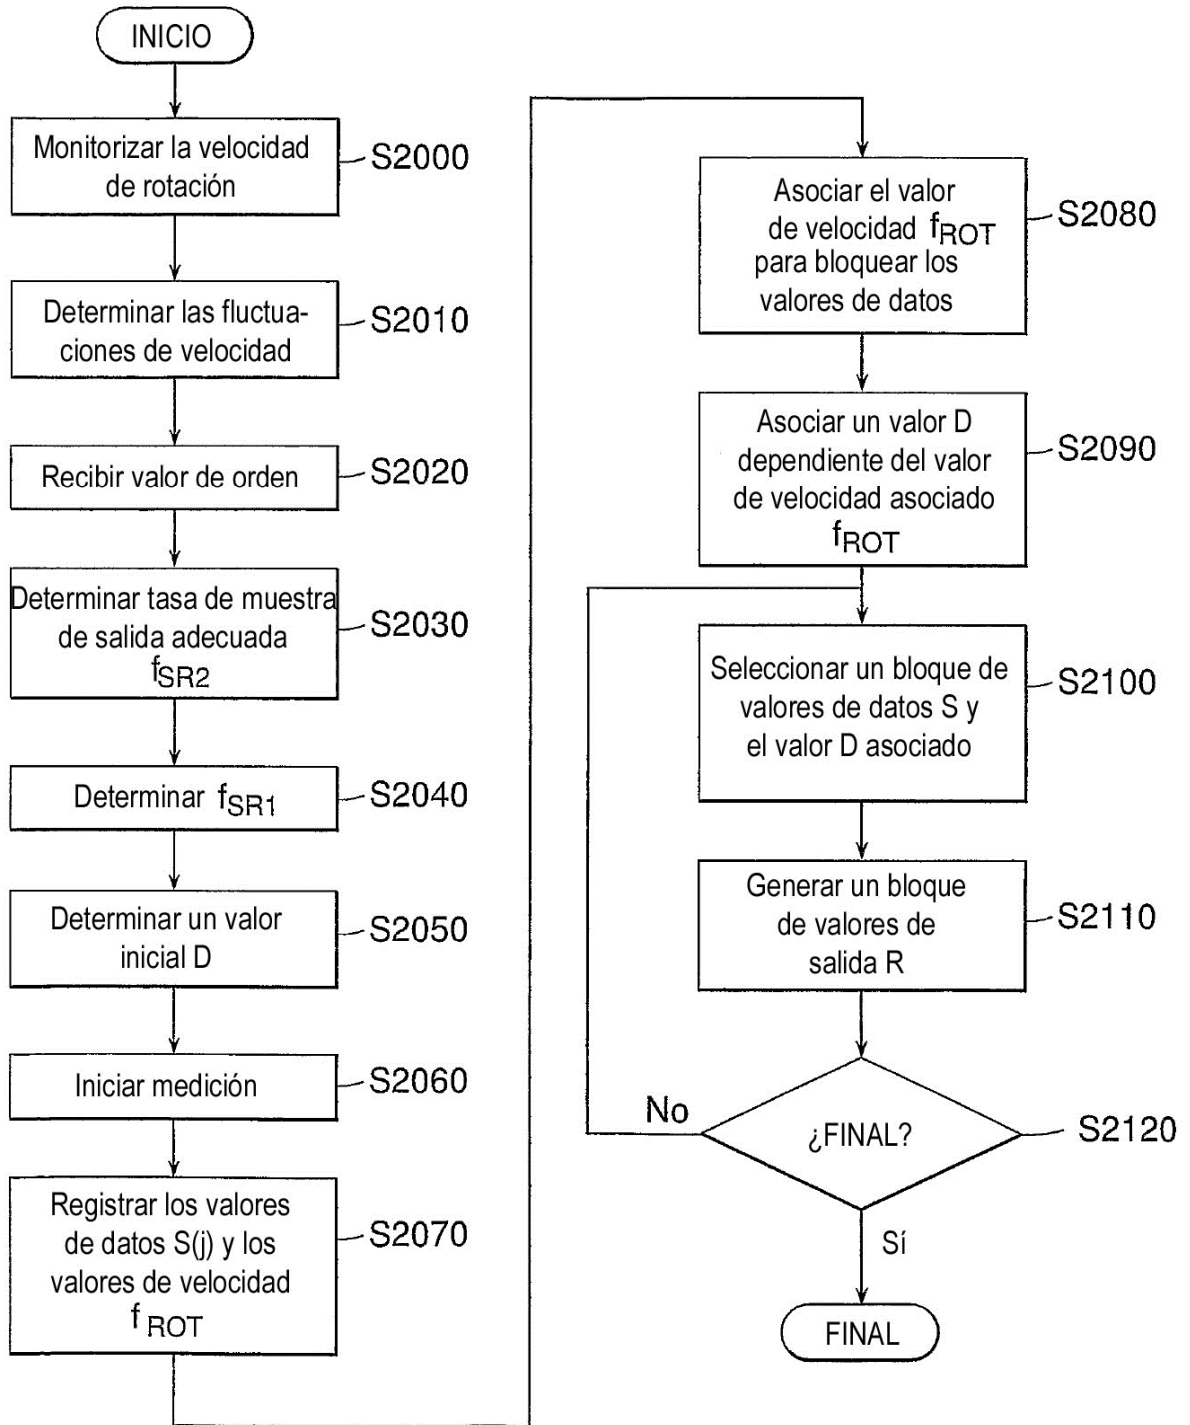 INICIO
Monitorizar la velocidad
de rotación
S2000
Determinar las fluctua-
ciones de velocidad
S2010
Recibir valor de orden
S2020
Determinar tasa de muestra
de salida adecuada
fSR2
S2030
Determinar fSR1
S2040
Determinar un valor
inicial D
S2050
Iniciar medición
S2060
Registrar los valores
de datos S(j) y los
valores de velocidad
f ROT
S2070
Asociar el valor
de velocidad fROT
para bloquear los
valores de datos
S2080
Asociar un valor D
dependiente del valor
de velocidad asociado
fROT
S2090
Seleccionar un bloque de
valores de datos S y
el valor D asociado
S2100
Generar un bloque
de valores de
salida R
S2110
No
¿FINAL?
S2120
Sí
FINAL